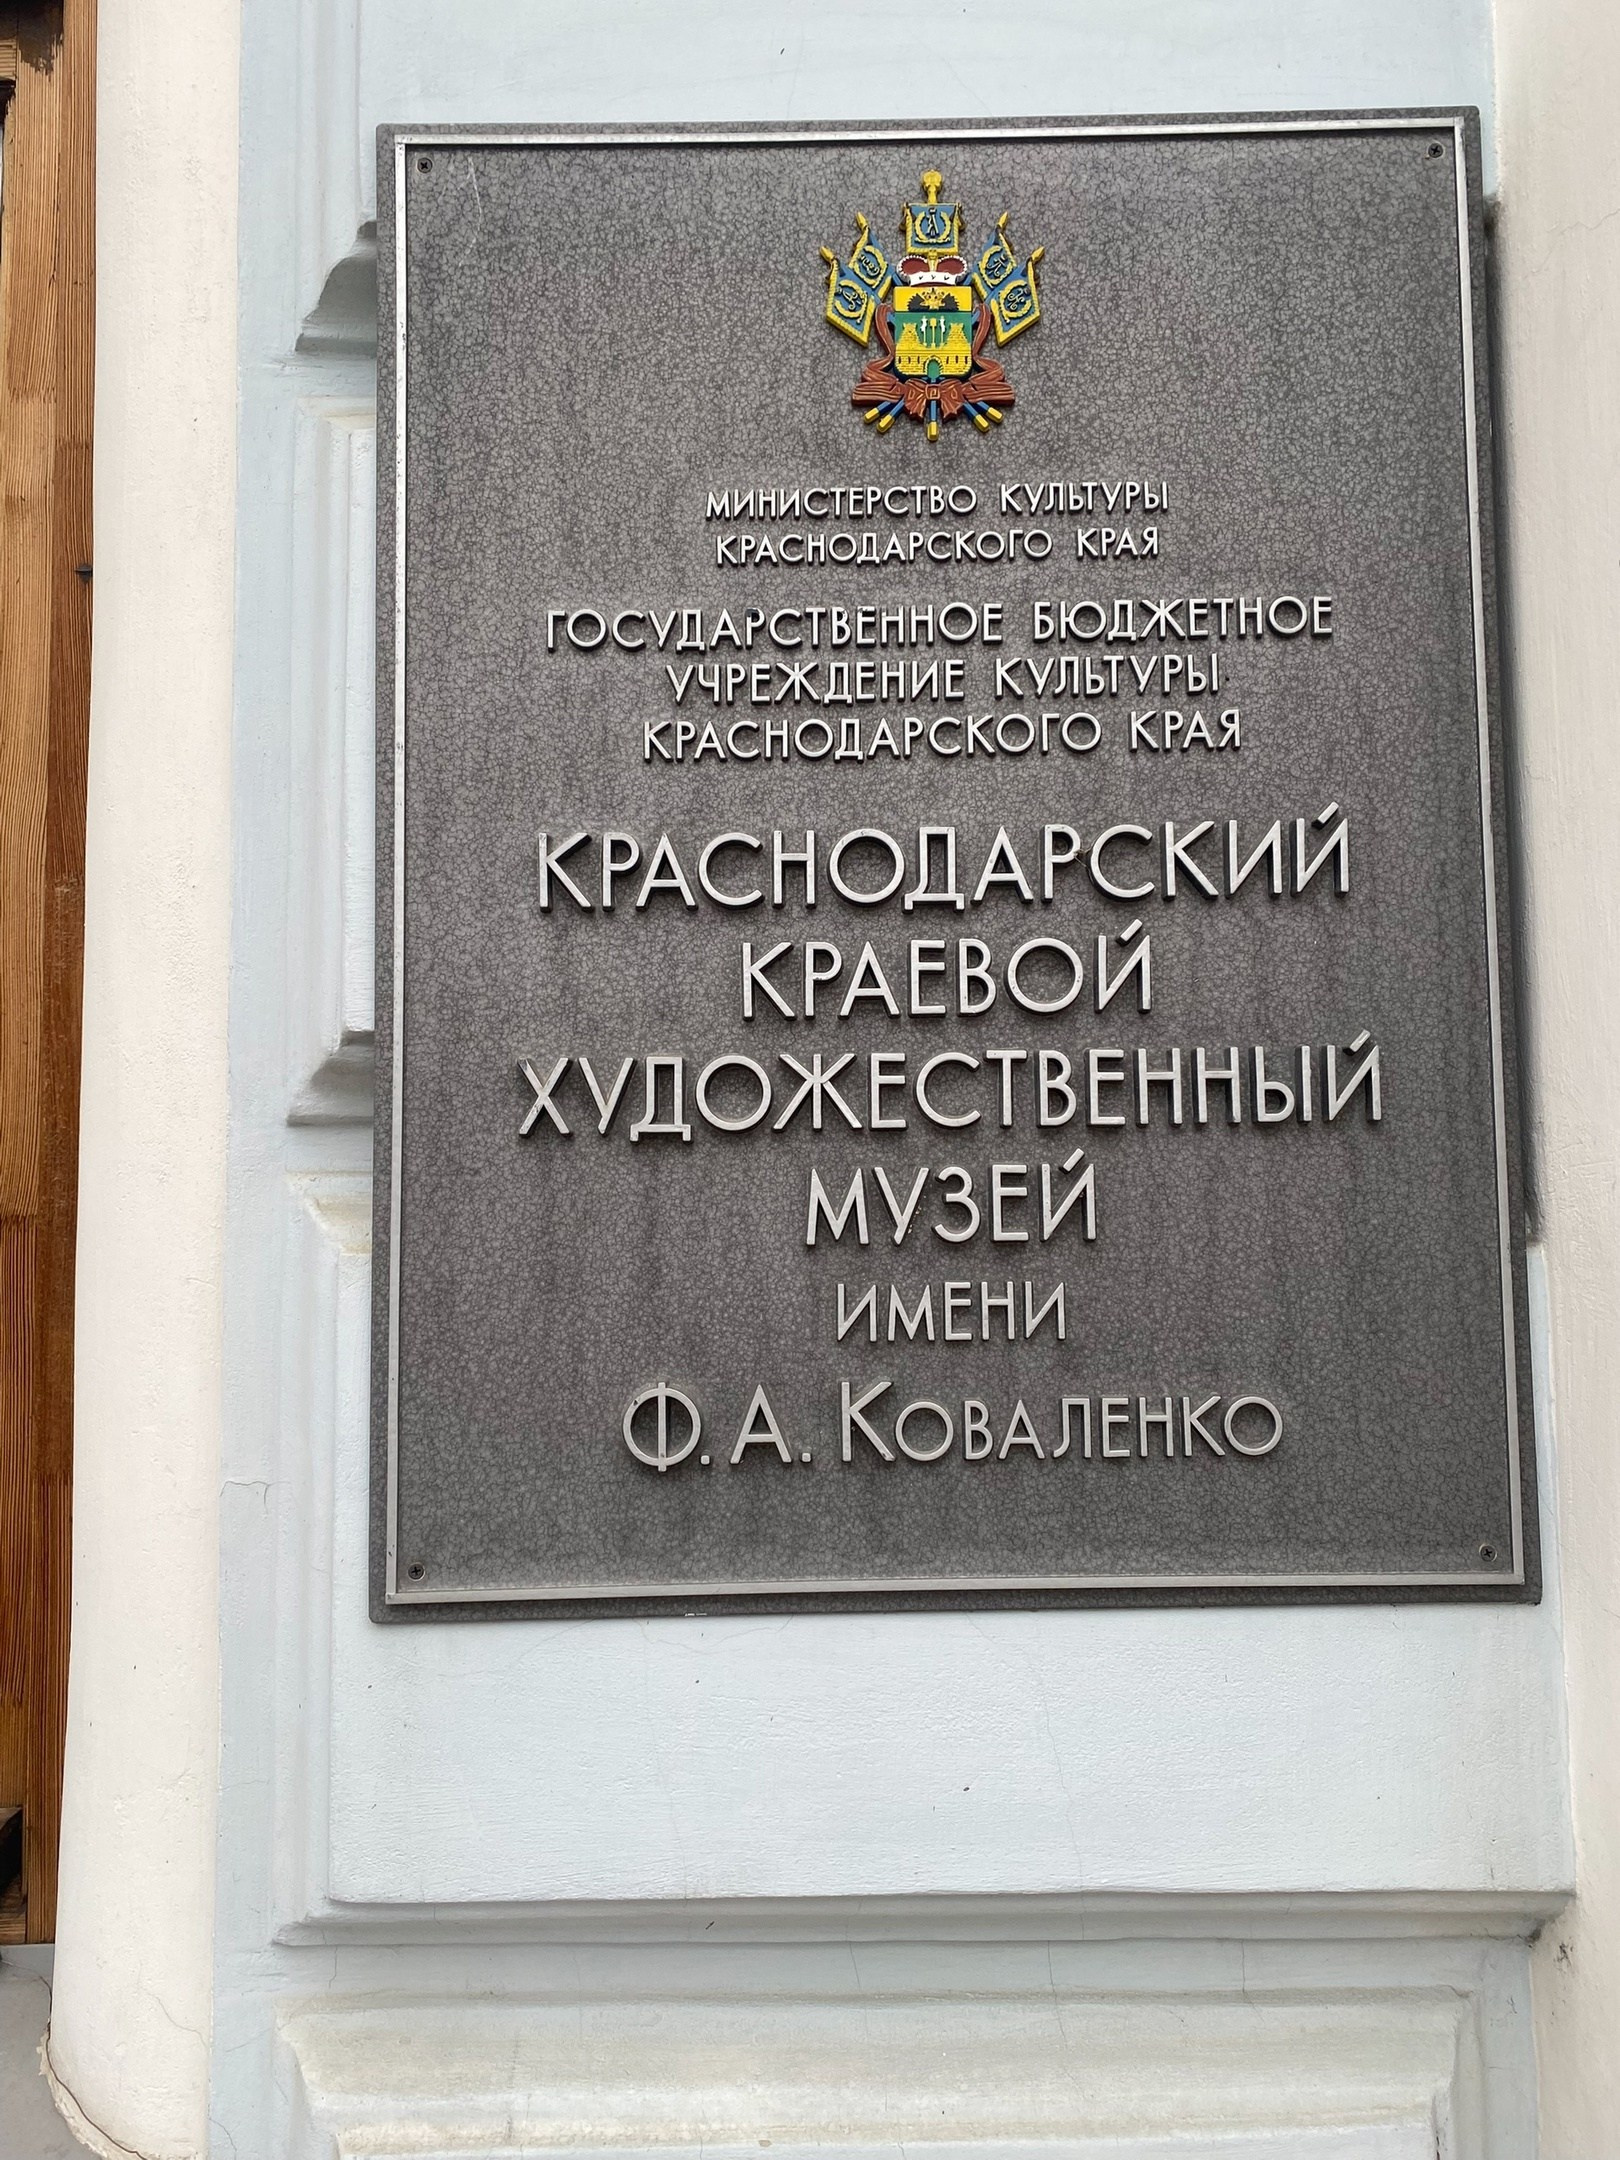 МИНИСТЕРСТВО КУЛЬТУРЫ
КРАСНОДАРСКОГО КРАЯ
ГОСУДАРСТВЕННОЕ БЮДЖЕТНОЕ
УЧРЕЖДЕНИЕ КУЛЬТУРЫ
КРАСНОДАРСКОГО КРАЯ
КРАСНОДАРСКИЙ
КРАЕВОЙ
ХУДОЖЕСТВЕННЫЙ
МУЗЕЙ
ИМЕНИ
Ф. А. КОВАЛЕНКО